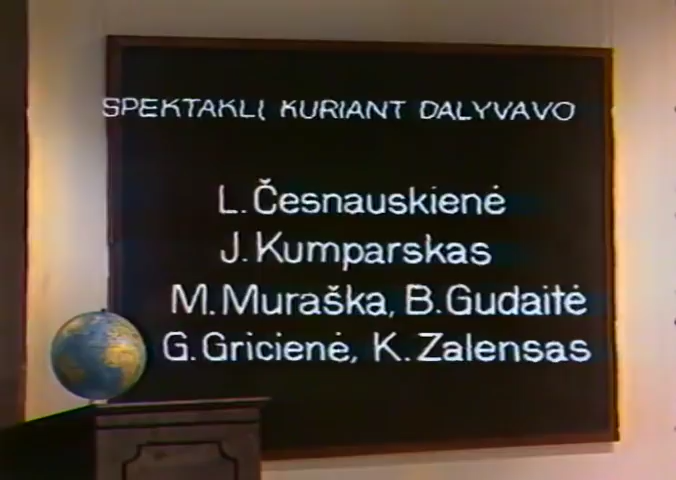 SPEKTAKLĮ KURIANT DALYVAVO
L. Česnauskienė
J. Kumparskas
M. Muraška, B. Gudaitė
G. Gricienė, K. Zalensas